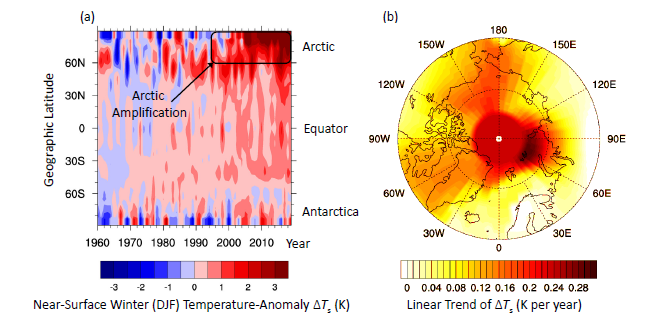 (a)
Geographic Latitude
60N
30N
0
30S
60S
Arctic
Equator
Antarctica
Arctic
Amplification
1960 1970 1980 1990 2000 2010 Year
-3 -2 -1 0 1 2 3
Near-Surface Winter (DJF) Temperature-Anomaly ΔTs (K)
(b)
180
150W 150E
120W 120E
90W 90E
60W 60E
30W 30E
0
0 0.04 0.08 0.12 0.16 0.2 0.24 0.28
Linear Trend of ΔTs (K per year)